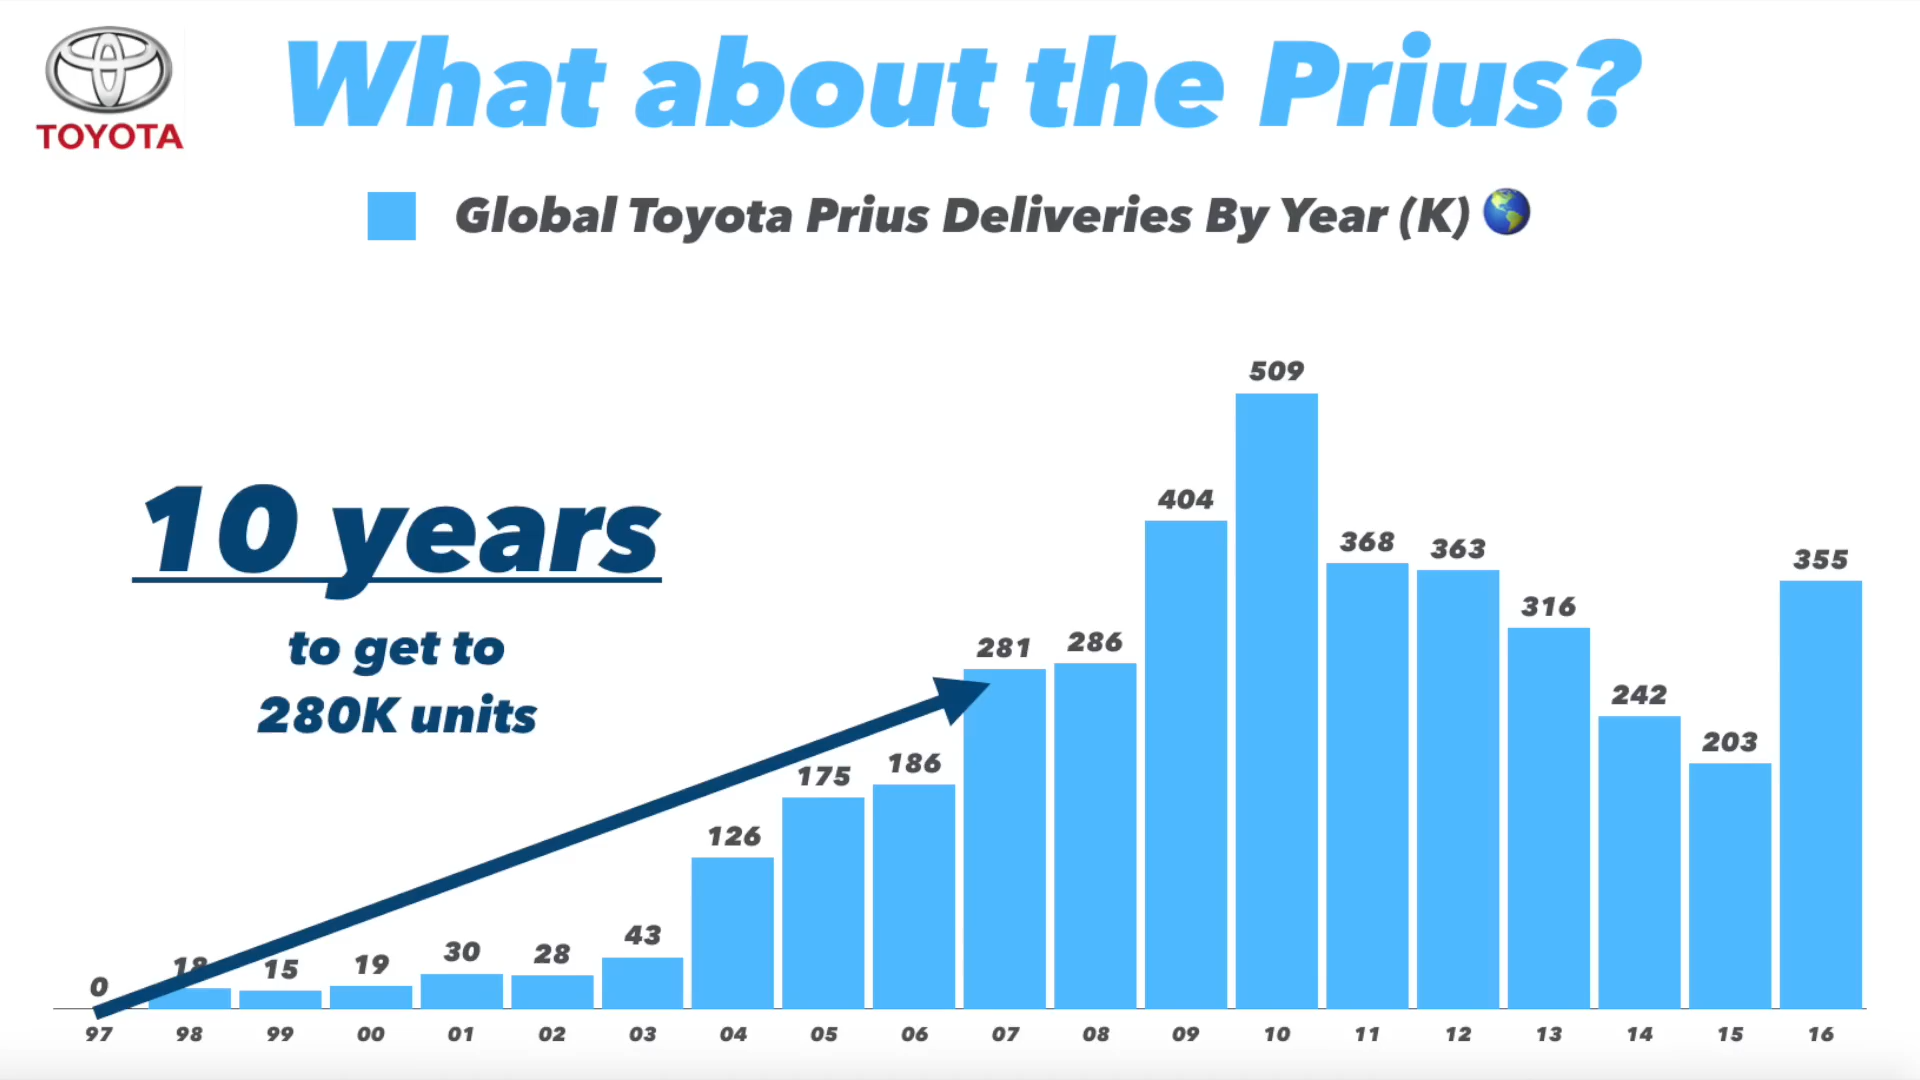 TOYOTA
What about the Prius?
Global Toyota Prius Deliveries By Year (K)
10 years
to get to
280K units
0
18
15
19
30
28
43
126
175
186
281
286
404
509
368
363
316
242
203
355
97 98 99 00 01 02 03 04 05 06 07 08 09 10 11 12 13 14 15 16